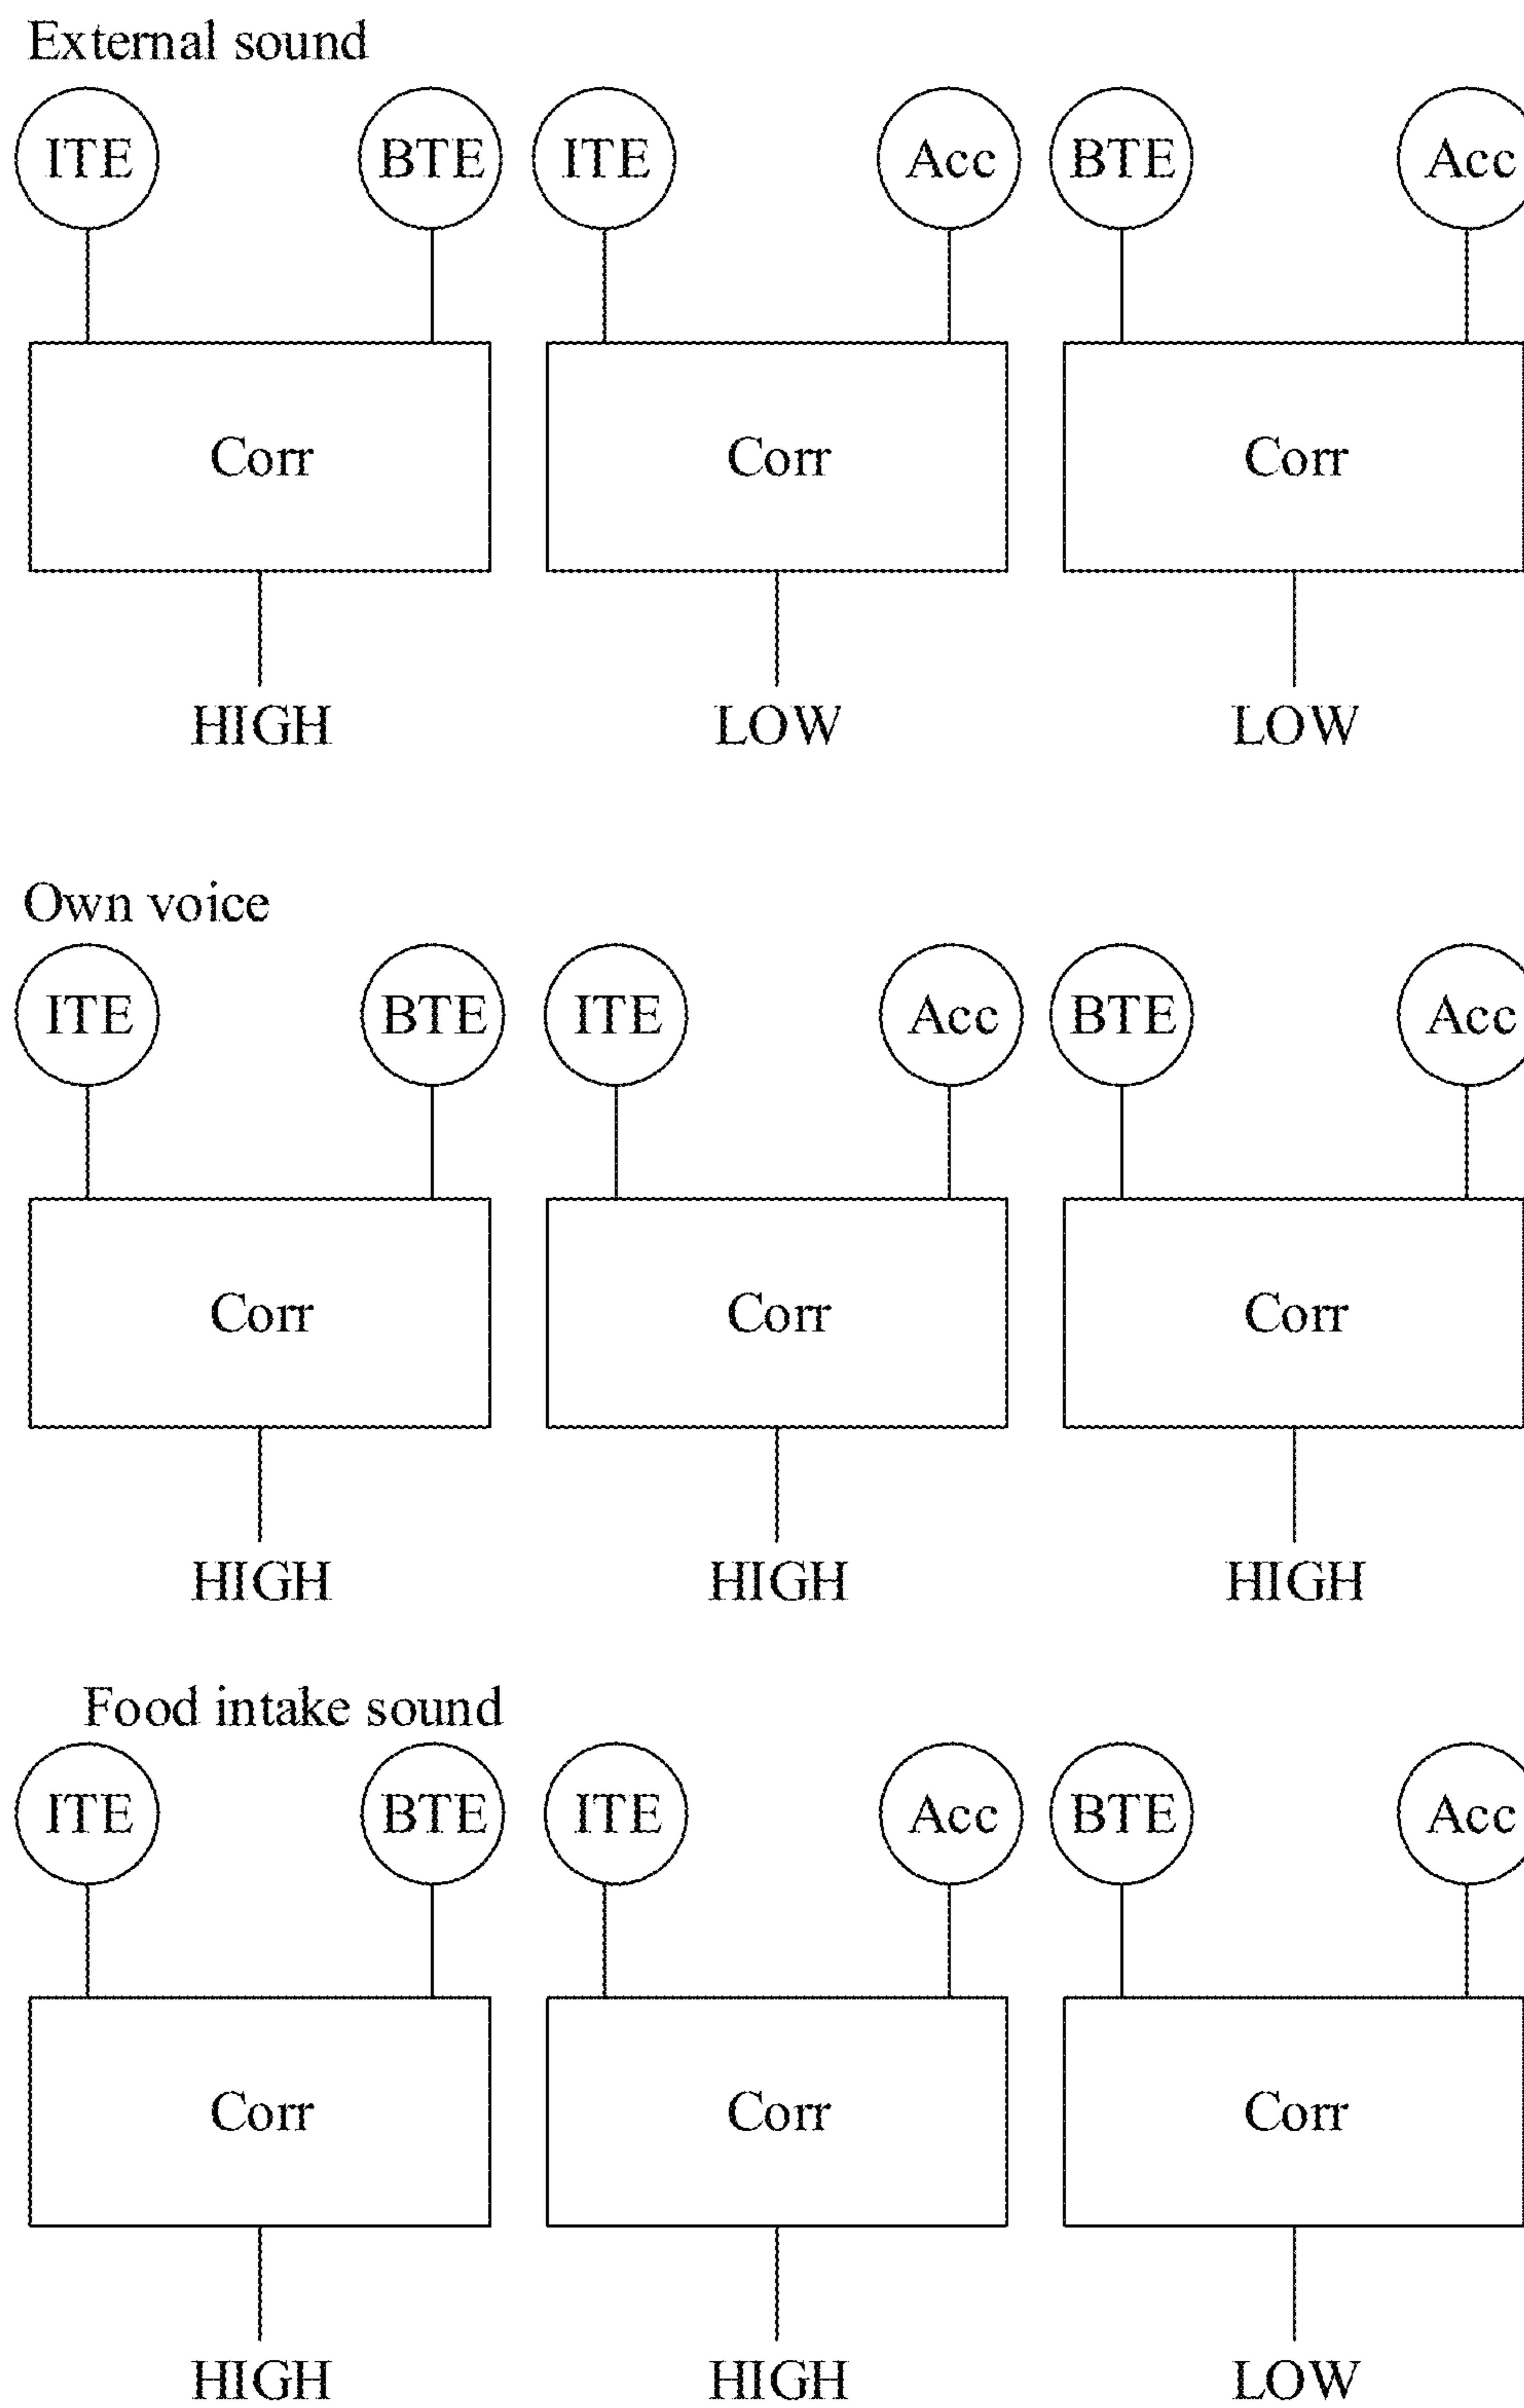 External sound
ITE BTE ITE Acc BTE Acc
Corr Corr Corr
HIGH LOW LOW
Own voice
ITE BTE ITE Acc BTE Acc
Corr Corr Corr
HIGH HIGH HIGH
Food intake sound
ITE BTE ITE Acc BTE Acc
Corr Corr Corr
HIGH HIGH LOW